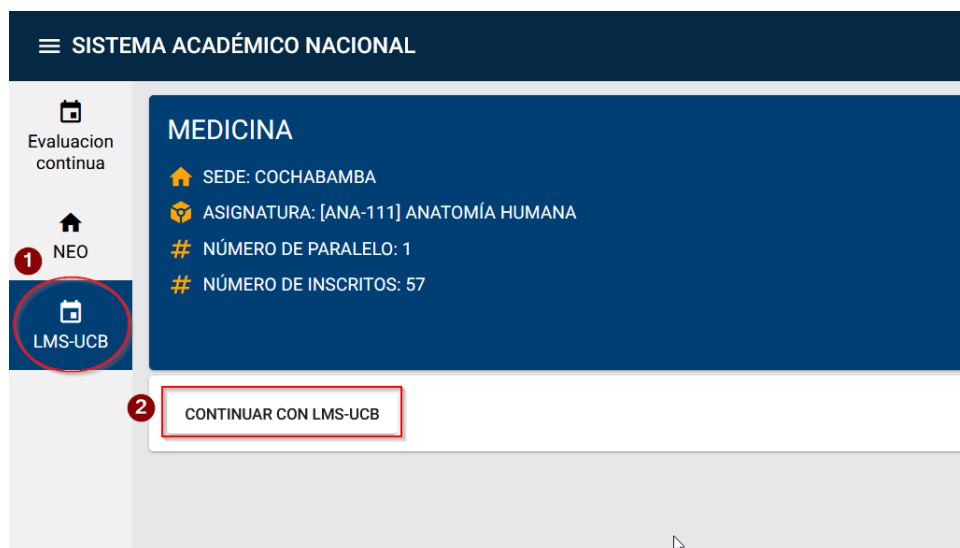 SISTEMA ACADÉMICO NACIONAL
Evaluacion
continua
NEO
1
LMS-UCB
MEDICINA
SEDE: COCHABAMBA
ASIGNATURA: [ANA-111] ANATOMÍA HUMANA
# NÚMERO DE PARALELO: 1
# NÚMERO DE INSCRITOS: 57
2
CONTINUAR CON LMS-UCB